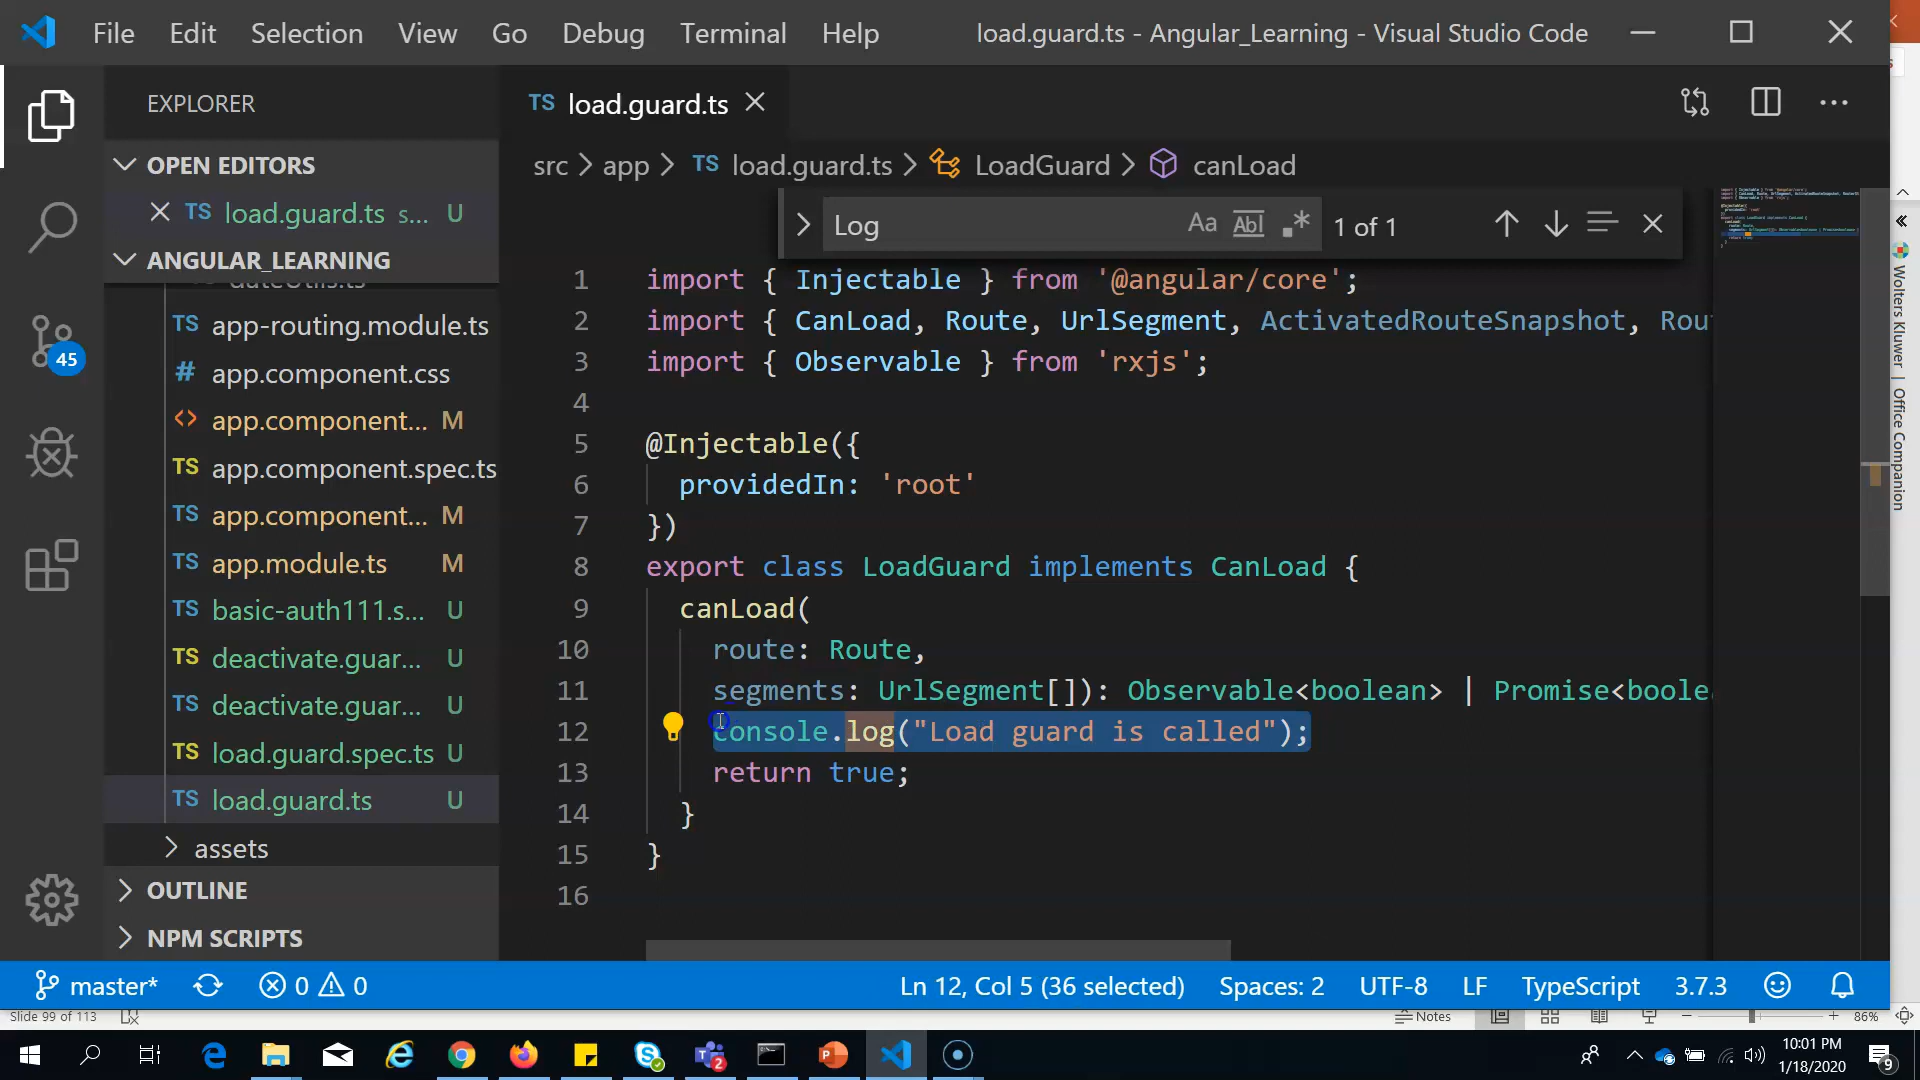 File Edit Selection View Go Debug Terminal Help load.guard.ts - Angular_Learning - Visual Studio Code
EXPLORER
TS load.guard.ts
OPEN EDITORS
src > app > TS load.guard.ts > LoadGuard > canLoad
TS load.guard.ts s... U
Log Aa Abl .* 1 of 1
ANGULAR_LEARNING
TS app-routing.module.ts
# app.component.css
<> app.component... M
TS app.component.spec.ts
TS app.component... M
TS app.module.ts M
TS basic-auth111.s... U
TS deactivate.guar... U
TS deactivate.guar... U
TS load.guard.spec.ts U
TS load.guard.ts U
assets
OUTLINE
NPM SCRIPTS
45
1 import { Injectable } from '@angular/core';
2 import { CanLoad, Route, UrlSegment, ActivatedRouteSnapshot, Rou
3 import { Observable } from 'rxjs';
4
5 @Injectable({
6 providedIn: 'root'
7 })
8 export class LoadGuard implements CanLoad {
9 canLoad(
10 route: Route,
11 segments: UrlSegment[]): Observable<boolean> | Promise<boole
12 console.log("Load guard is called");
13 return true;
14 }
15 }
16
Wolters Kluwer | Office Companion
master* 0 0 Ln 12, Col 5 (36 selected) Spaces: 2 UTF-8 LF TypeScript 3.7.3
Slide 99 of 113 Notes 86%
2
10:01 PM
1/18/2020
9